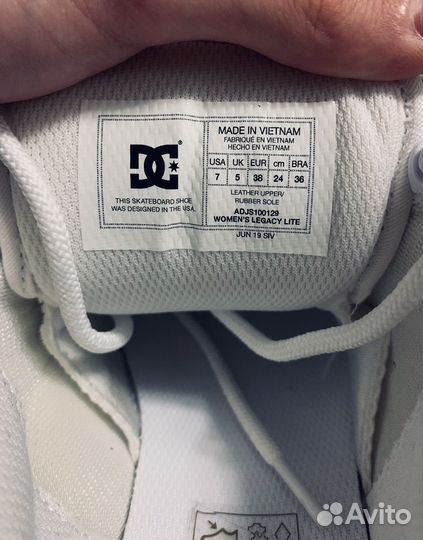 DC
THIS SKATEBOARD SHOE
WAS DESIGNED IN THE USA.
MADE IN VIETNAM
FABRIQUÉ EN VIETNAM
HECHO EN VIETNAM
USA UK EUR cm BRA
7 5 38 24 36
LEATHER UPPER/
RUBBER SOLE
ADJS100129
WOMEN'S LEGACY LITE
JUN 19 SIV
Avito